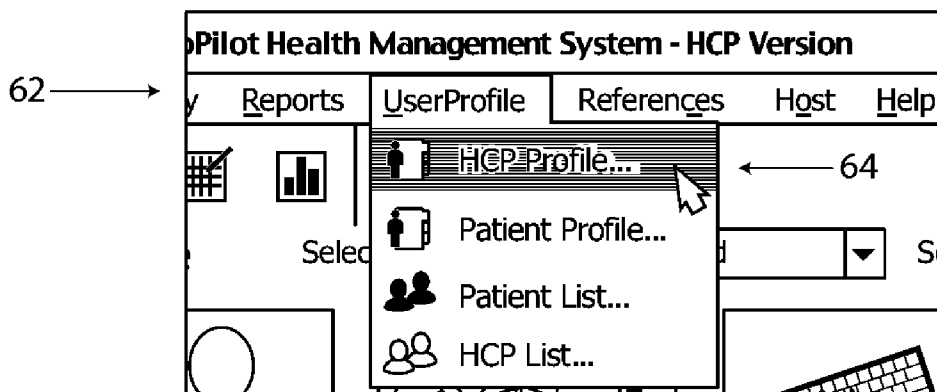 oPilot Health Management System - HCP Version
62
y Reports UserProfile References Host Help
HCP Profile...
64
Patient Profile...
Selec
d
S
Patient List...
HCP List...